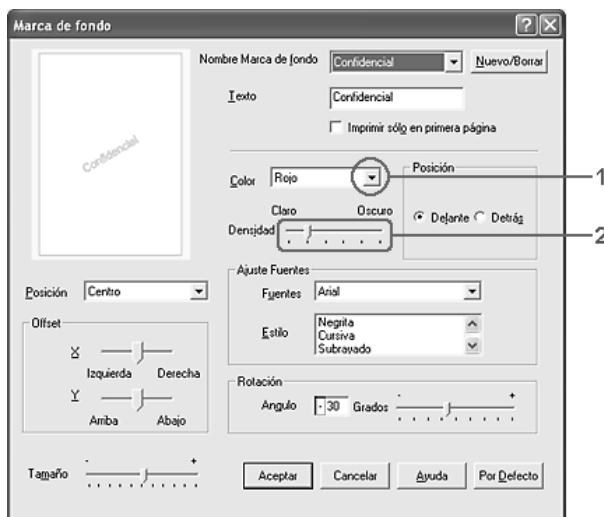 Marca de fondo
Nombre Marca de fondo Confidencial Nuevo/Borrar
Texto Confidencial
Imprimir sólo en primera página
Confidencial
Color Rojo 1
Posición
Delante Detrás
Claro Oscuro
Densidad 2
Posición Centro
Ajuste Fuentes
Fuentes Arial
Estilo Negrita
Cursiva
Subrayado
Offset
X
Izquierda Derecha
Y
Arriba Abajo
Rotación
Angulo -30 Grados - +
Tamaño - +
Aceptar Cancelar Ayuda Por Defecto